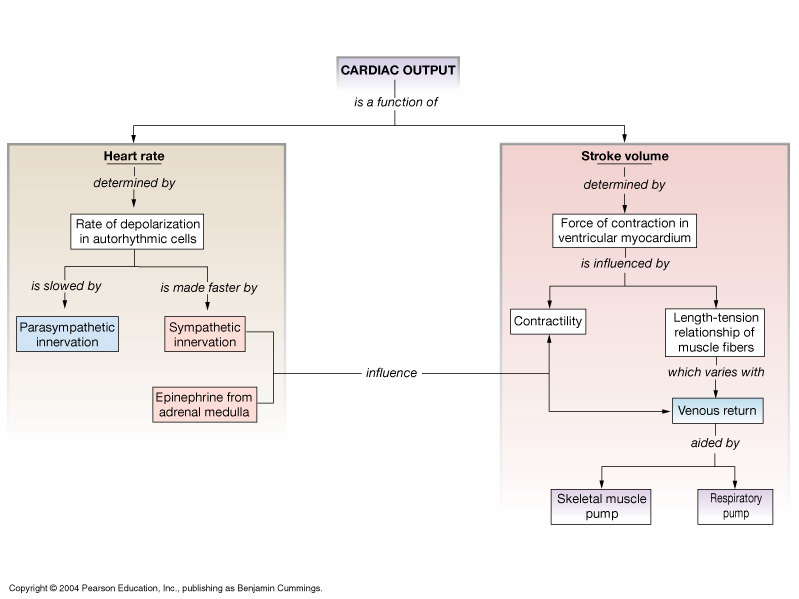 CARDIAC OUTPUT
is a function of
Heart rate
determined by
Rate of depolarization
in autorhythmic cells
is slowed by
is made faster by
Parasympathetic
innervation
Sympathetic
innervation
Epinephrine from
adrenal medulla
influence
Stroke volume
determined by
Force of contraction in
ventricular myocardium
is influenced by
Contractility
Length-tension
relationship of
muscle fibers
which varies with
Venous return
aided by
Skeletal muscle
pump
Respiratory
pump
Copyright © 2004 Pearson Education, Inc., publishing as Benjamin Cummings.